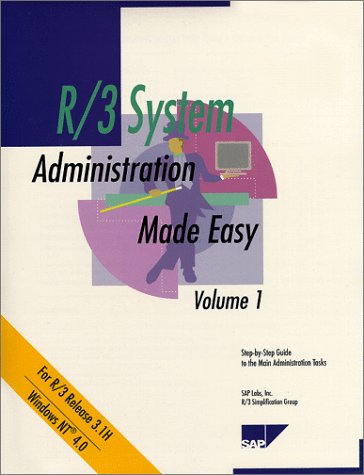 R/3 System
Administration
Made Easy
Volume 1
Step-by-Step Guide
to the Main Administration Tasks
SAP Labs, Inc.
R/3 Simplification Group
For R/3 Release 3.1H
Windows NT® 4.0
SAP